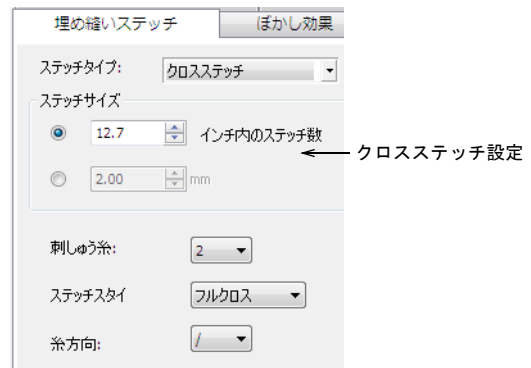 埋め縫いステッチ ぼかし効果
ステッチタイプ: クロスステッチ
ステッチサイズ
12.7 インチ内のステッチ数
クロスステッチ設定
2.00 mm
刺しゅう糸: 2
ステッチスタイ フルクロス
糸方向: /